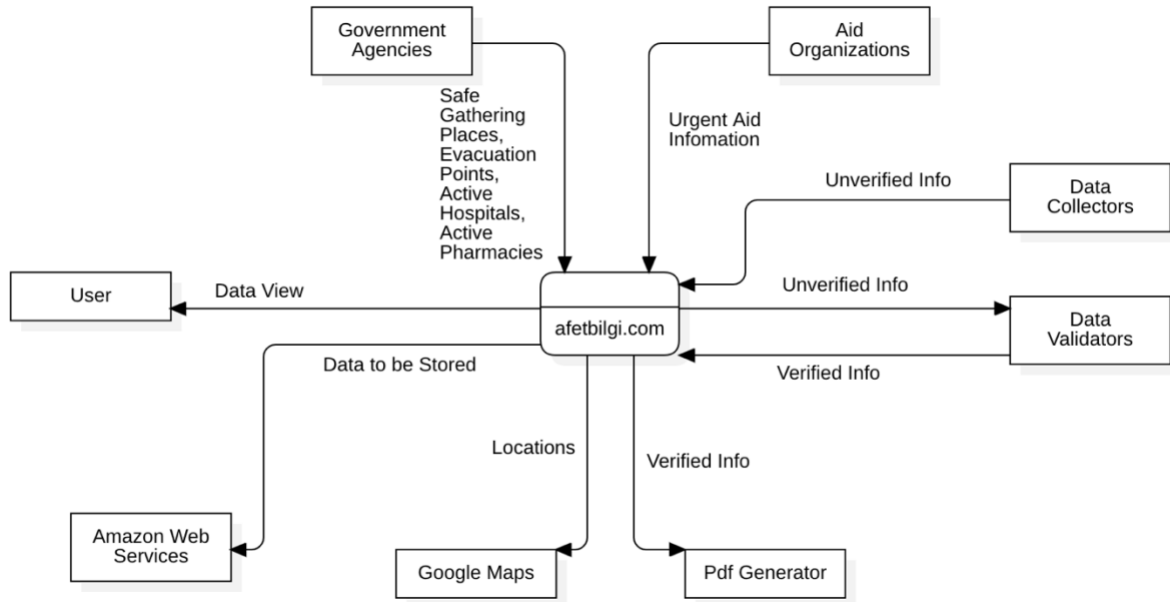 Government
Agencies
Aid
Organizations
Safe
Gathering
Places,
Evacuation
Points,
Active
Hospitals,
Active
Pharmacies
Urgent Aid
Infomation
Unverified Info
Data
Collectors
User
Data View
afetbilgi.com
Unverified Info
Data
Validators
Verified Info
Data to be Stored
Locations
Verified Info
Amazon Web
Services
Google Maps
Pdf Generator